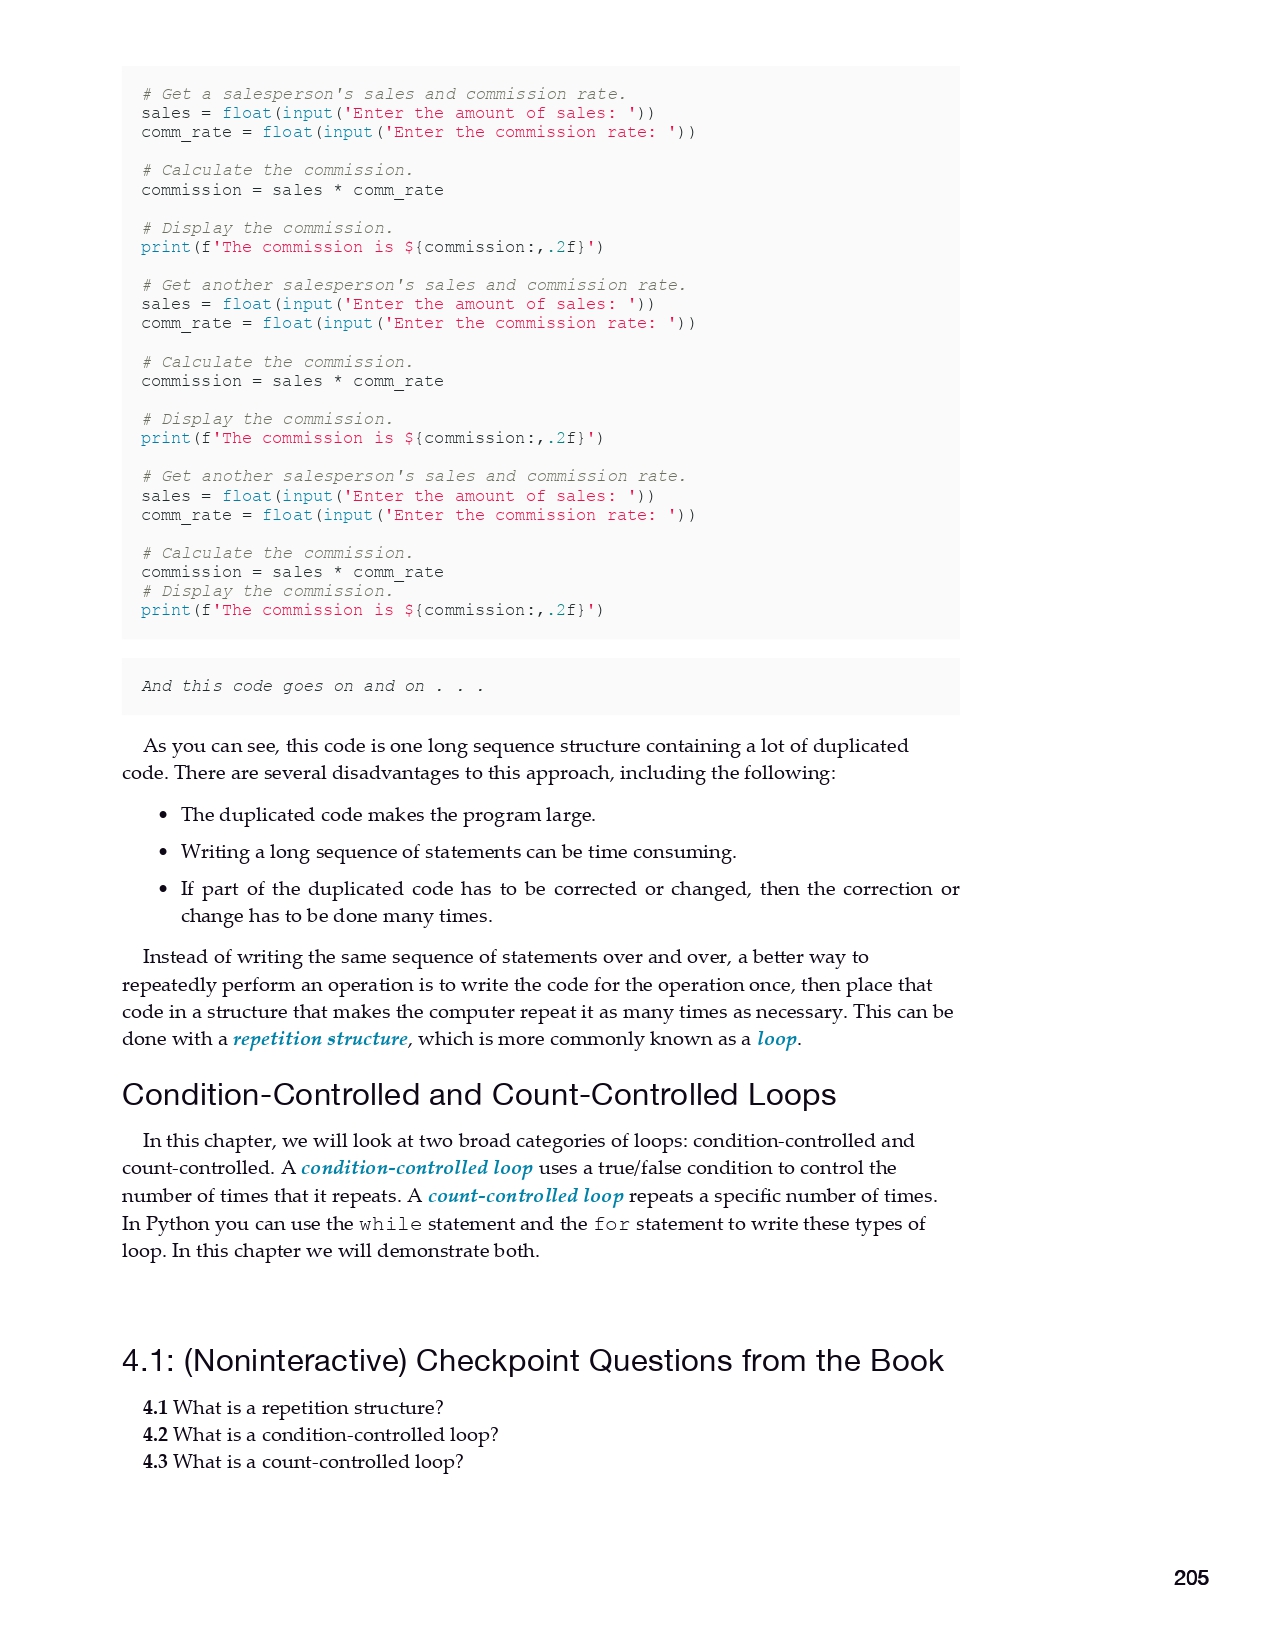 # Get a salesperson's sales and commission rate.
sales = float(input('Enter the amount of sales: '))
comm_rate = float(input('Enter the commission rate: '))
# Calculate the commission.
commission = sales * comm_rate
# Display the commission.
print(f'The commission is ${commission:,.2f}')
# Get another salesperson's sales and commission rate.
sales = float(input('Enter the amount of sales: '))
comm_rate = float(input('Enter the commission rate: '))
# Calculate the commission.
commission = sales * comm_rate
# Display the commission.
print(f'The commission is ${commission:,.2f}')
# Get another salesperson's sales and commission rate.
sales = float(input('Enter the amount of sales: '))
comm_rate = float(input('Enter the commission rate: '))
# Calculate the commission.
commission = sales * comm_rate
# Display the commission.
print(f'The commission is ${commission:,.2f}')
And this code goes on and on . . .
As you can see, this code is one long sequence structure containing a lot of duplicated
code. There are several disadvantages to this approach, including the following:
• The duplicated code makes the program large.
• Writing a long sequence of statements can be time consuming.
• If part of the duplicated code has to be corrected or changed, then the correction or
change has to be done many times.
Instead of writing the same sequence of statements over and over, a better way to
repeatedly perform an operation is to write the code for the operation once, then place that
code in a structure that makes the computer repeat it as many times as necessary. This can be
done with a repetition structure, which is more commonly known as a loop.
Condition-Controlled and Count-Controlled Loops
In this chapter, we will look at two broad categories of loops: condition-controlled and
count-controlled. A condition-controlled loop uses a true/false condition to control the
number of times that it repeats. A count-controlled loop repeats a specific number of times.
In Python you can use the while statement and the for statement to write these types of
loop. In this chapter we will demonstrate both.
4.1: (Noninteractive) Checkpoint Questions from the Book
4.1 What is a repetition structure?
4.2 What is a condition-controlled loop?
4.3 What is a count-controlled loop?
205